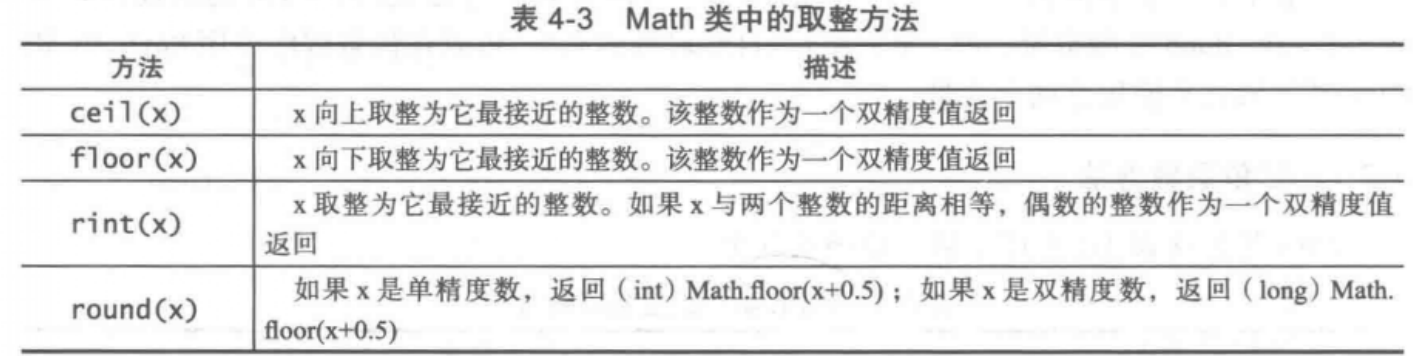 表 4-3 Math 类中的取整方法
方法 描述
ceil(x) x 向上取整为它最接近的整数。该整数作为一个双精度值返回
floor(x) x 向下取整为它最接近的整数。该整数作为一个双精度值返回
rint(x) x 取整为它最接近的整数。如果 x 与两个整数的距离相等，偶数的整数作为一个双精度值
返回
round(x) 如果 x 是单精度数，返回（int）Math.floor(x+0.5)；如果 x 是双精度数，返回（long）Math.
floor(x+0.5)